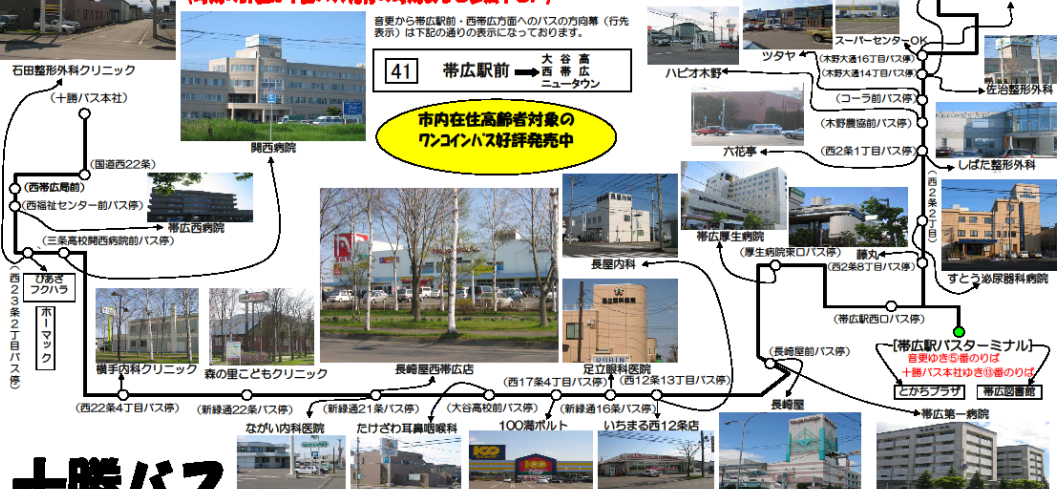 音更から帯広駅前・西帯広方面へのバスの方向幕(行先
表示)は下記の通りの表示になっております。
41 帯広駅前 大谷高
西帯広
ニュータウン
市内在住高齢者対象の
ワンコインバス好評発売中
石田整形外科クリニック
(十勝バス本社)
(国道西22条)
(西帯広局前)
(西福祉センター前バス停)
帯広西病院
(三条高校開西病院前バス停)
開西病院
ぴあざ
フクハラ
ホーマック
(西23条2丁目バス停)
横手内科クリニック
森の里こどもクリニック
長崎屋西帯広店
足立眼科医院
長屋内科
(西22条4丁目バス停)
(新緑通22条バス停)
(新緑通21条バス停)
(大谷高校前バス停)
(西17条4丁目バス停)
(新緑通16条バス停)
(西12条13丁目バス停)
ながい内科医院
たけざわ耳鼻咽喉科
100満ボルト
いちまる西12条店
長崎屋
(長崎屋前バス停)
帯広第一病院
帯広厚生病院
(厚生病院東口バス停)
藤丸
(西2条8丁目バス停)
(帯広駅西口バス停)
[帯広駅バスターミナル]
音更ゆき⑤番のりば
十勝バス本社ゆき⑬番のりば
とかちプラザ
帯広図書館
すとう泌尿器科病院
(西2条2丁目)
しばた整形外科
(西2条1丁目バス停)
六花亭
(木野農協前バス停)
(コーラ前バス停)
(木野大通14丁目バス停)
(木野大通16丁目バス停)
佐治整形外科
スーパーセンターOK
ツタヤ
ハピオ木野
十勝バス